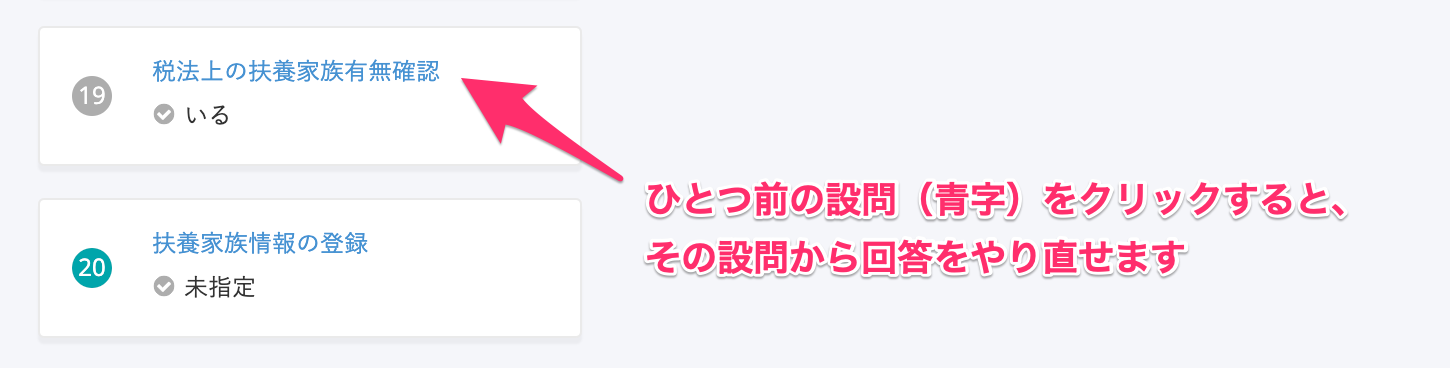 19
税法上の扶養家族有無確認
いる
ひとつ前の設問（青字）をクリックすると、
その設問から回答をやり直せます
20
扶養家族情報の登録
未指定